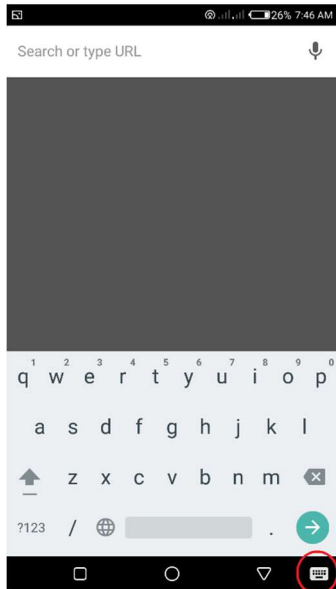 26% 7:46 AM
Search or type URL
1 2 3 4 5 6 7 8 9 0
q w e r t y u i o p
a s d f g h j k l
z x c v b n m
?123 / .